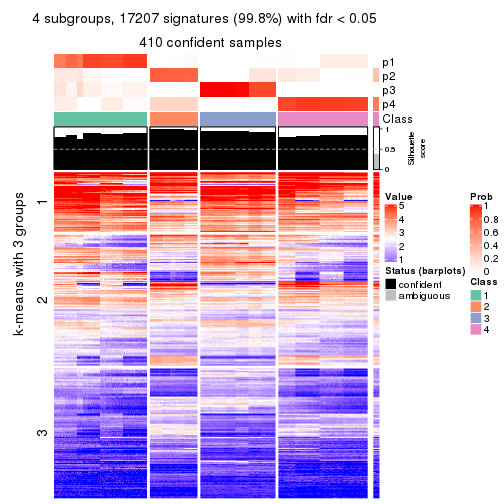 4 subgroups, 17207 signatures (99.8%) with fdr < 0.05
410 confident samples
p1
p2
p3
p4
Class
1
0.5
0
Silhouette
score
k-means with 3 groups
1
2
3
Value
5
4
3
2
1
Status (barplots)
confident
ambiguous
Prob
1
0.8
0.6
0.4
0.2
0
Class
1
2
3
4